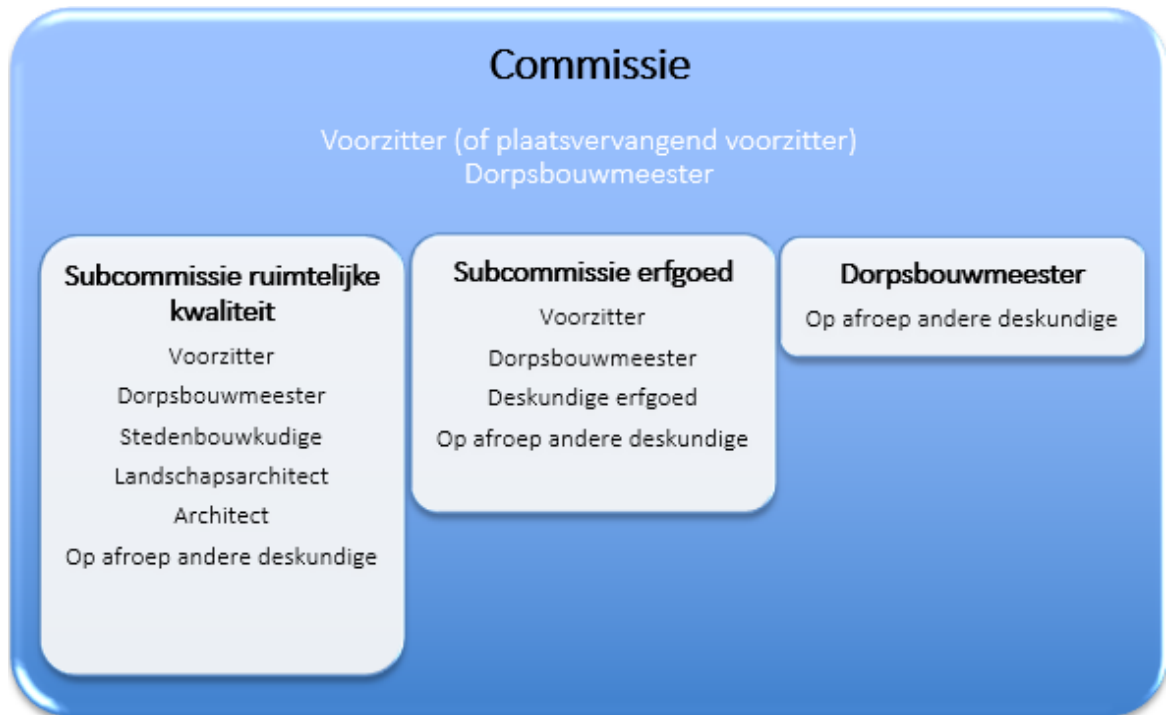 Commissie
Voorzitter (of plaatsvervangend voorzitter)
Dorpsbouwmeester
Subcommissie ruimtelijke
kwaliteit
Voorzitter
Dorpsbouwmeester
Stedenbouwkudige
Landschapsarchitect
Architect
Op afroep andere deskundige
Subcommissie erfgoed
Voorzitter
Dorpsbouwmeester
Deskundige erfgoed
Op afroep andere deskundige
Dorpsbouwmeester
Op afroep andere deskundige